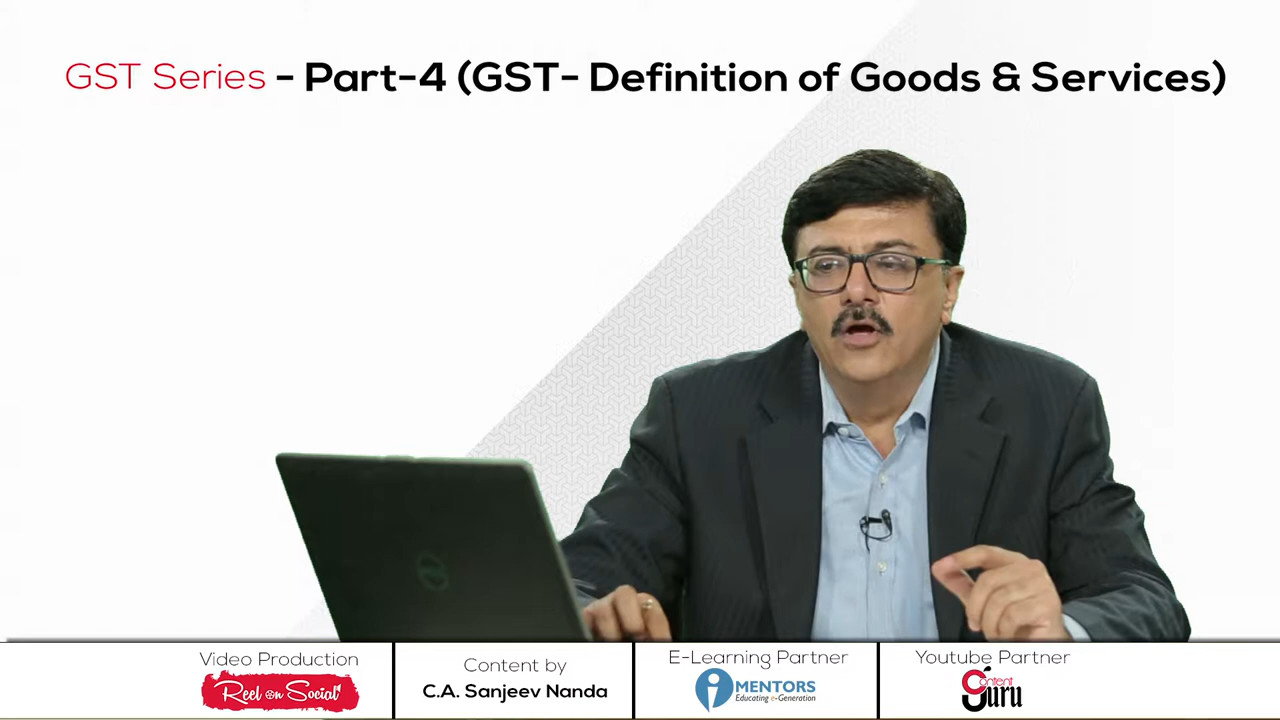 GST Series - Part-4 (GST- Definition of Goods & Services)
Video Production
Reel on Social
Content by
C.A. Sanjeev Nanda
E-Learning Partner
i MENTORS
Educating e-Generation
Youtube Partner
Content Guru